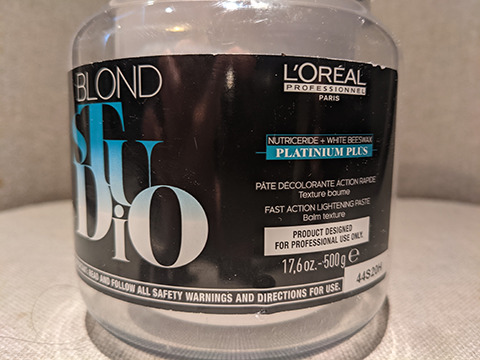 BLOND
STUDIO
L'ORÉAL
PROFESSIONNEL
PARIS
NUTRICERIDE + WHITE BEESWAX
PLATINIUM PLUS
PÂTE DÉCOLORANTE ACTION RAPIDE
Texture baume
FAST ACTION LIGHTENING PASTE
Balm texture
PRODUCT DESIGNED
FOR PROFESSIONAL USE ONLY.
17,6 oz.-500g e
READ AND FOLLOW ALL SAFETY WARNINGS AND DIRECTIONS FOR USE.